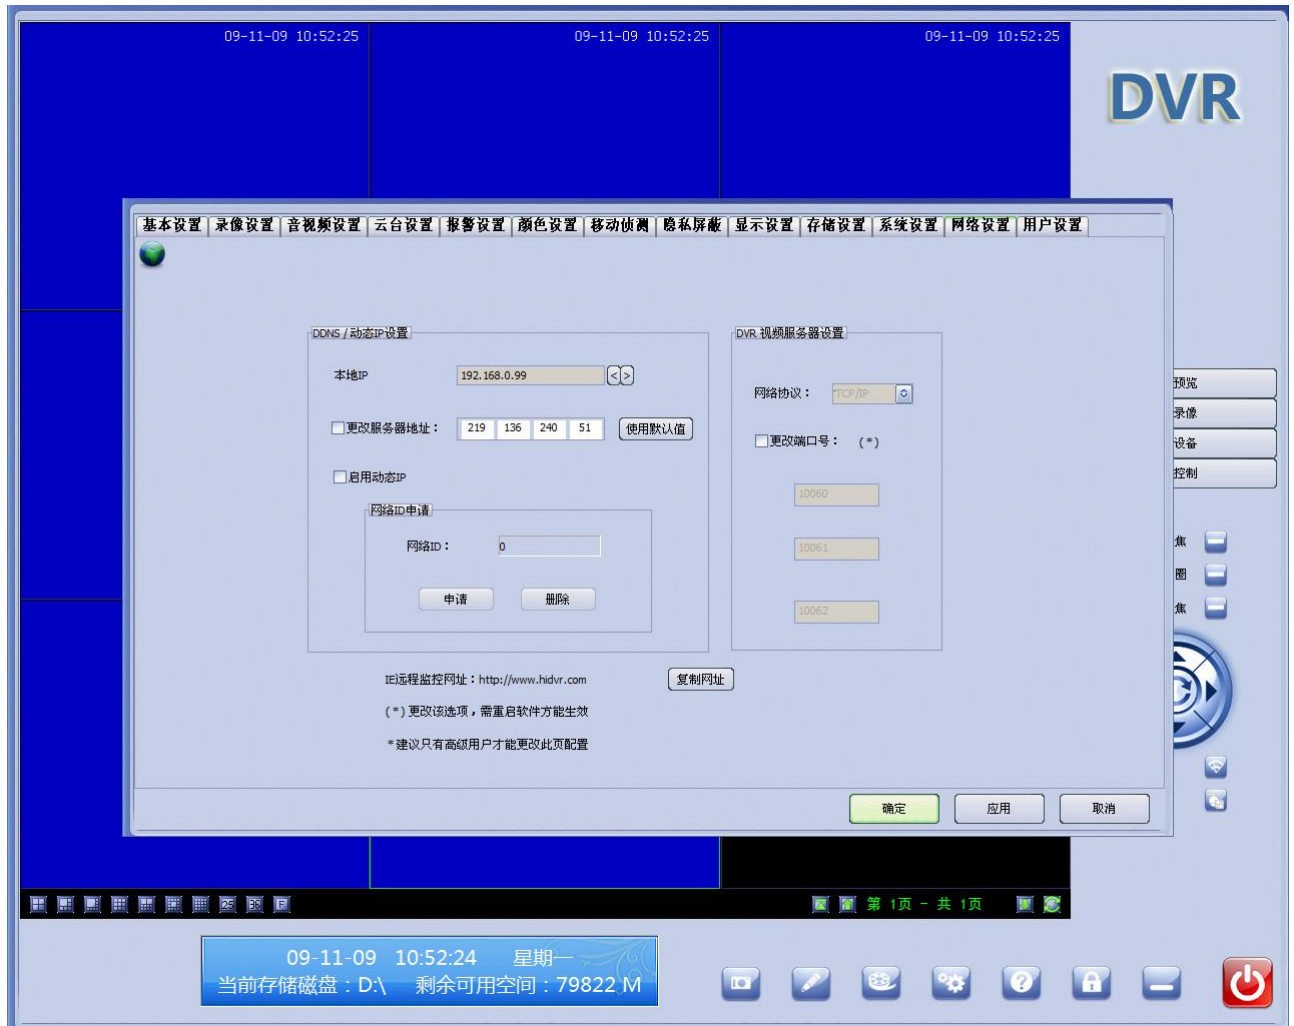 09-11-09 10:52:25
09-11-09 10:52:25
09-11-09 10:52:25
DVR
基本设置 录像设置 音视频设置 云台设置 报警设置 颜色设置 移动侦测 隐私屏蔽 显示设置 存储设置 系统设置 网络设置 用户设置
DDNS / 动态IP设置
本地IP 192.168.0.99 < >
更改服务器地址： 219 136 240 51 使用默认值
启用动态IP
网络ID申请
网络ID： 0
申请 删除
DVR 视频服务器设置
网络协议： TCP/IP
更改端口号： (*)
10060
10061
10062
IE远程监控网址：http://www.hidvr.com 复制网址
(*)更改该选项，需重启软件方能生效
*建议只有高级用户才能更改此页配置
确定 应用 取消
预览
录像
设备
控制
焦
圈
焦
25 36 F
第 1页 - 共 1页
09-11-09 10:52:24 星期一
当前存储磁盘：D:\ 剩余可用空间：79822 M